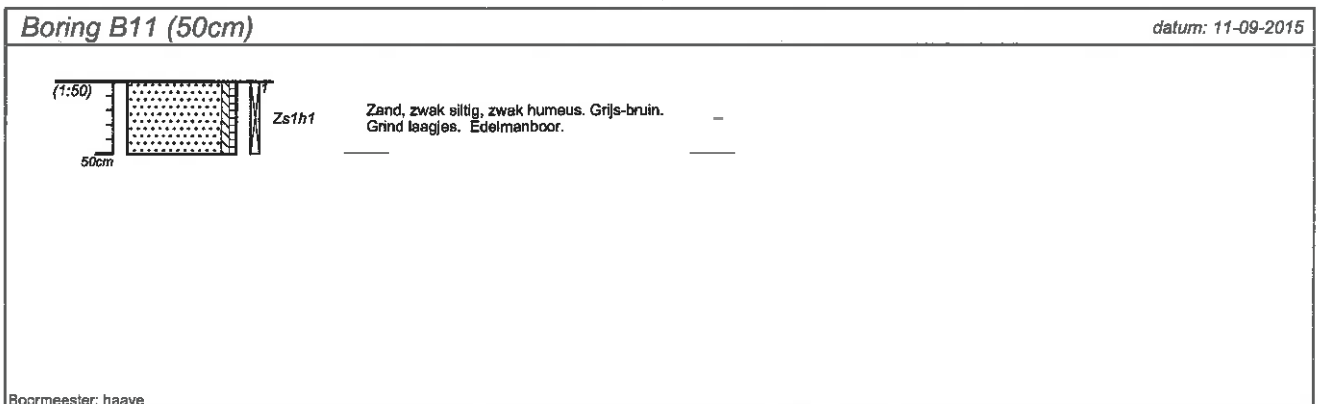 Boring B11 (50cm)
datum: 11-09-2015
(1:50)
1
Zs1h1
Zand, zwak siltig, zwak humeus. Grijs-bruin.
Grind laagjes. Edelmanboor.
–
50cm
Boormeester: haave